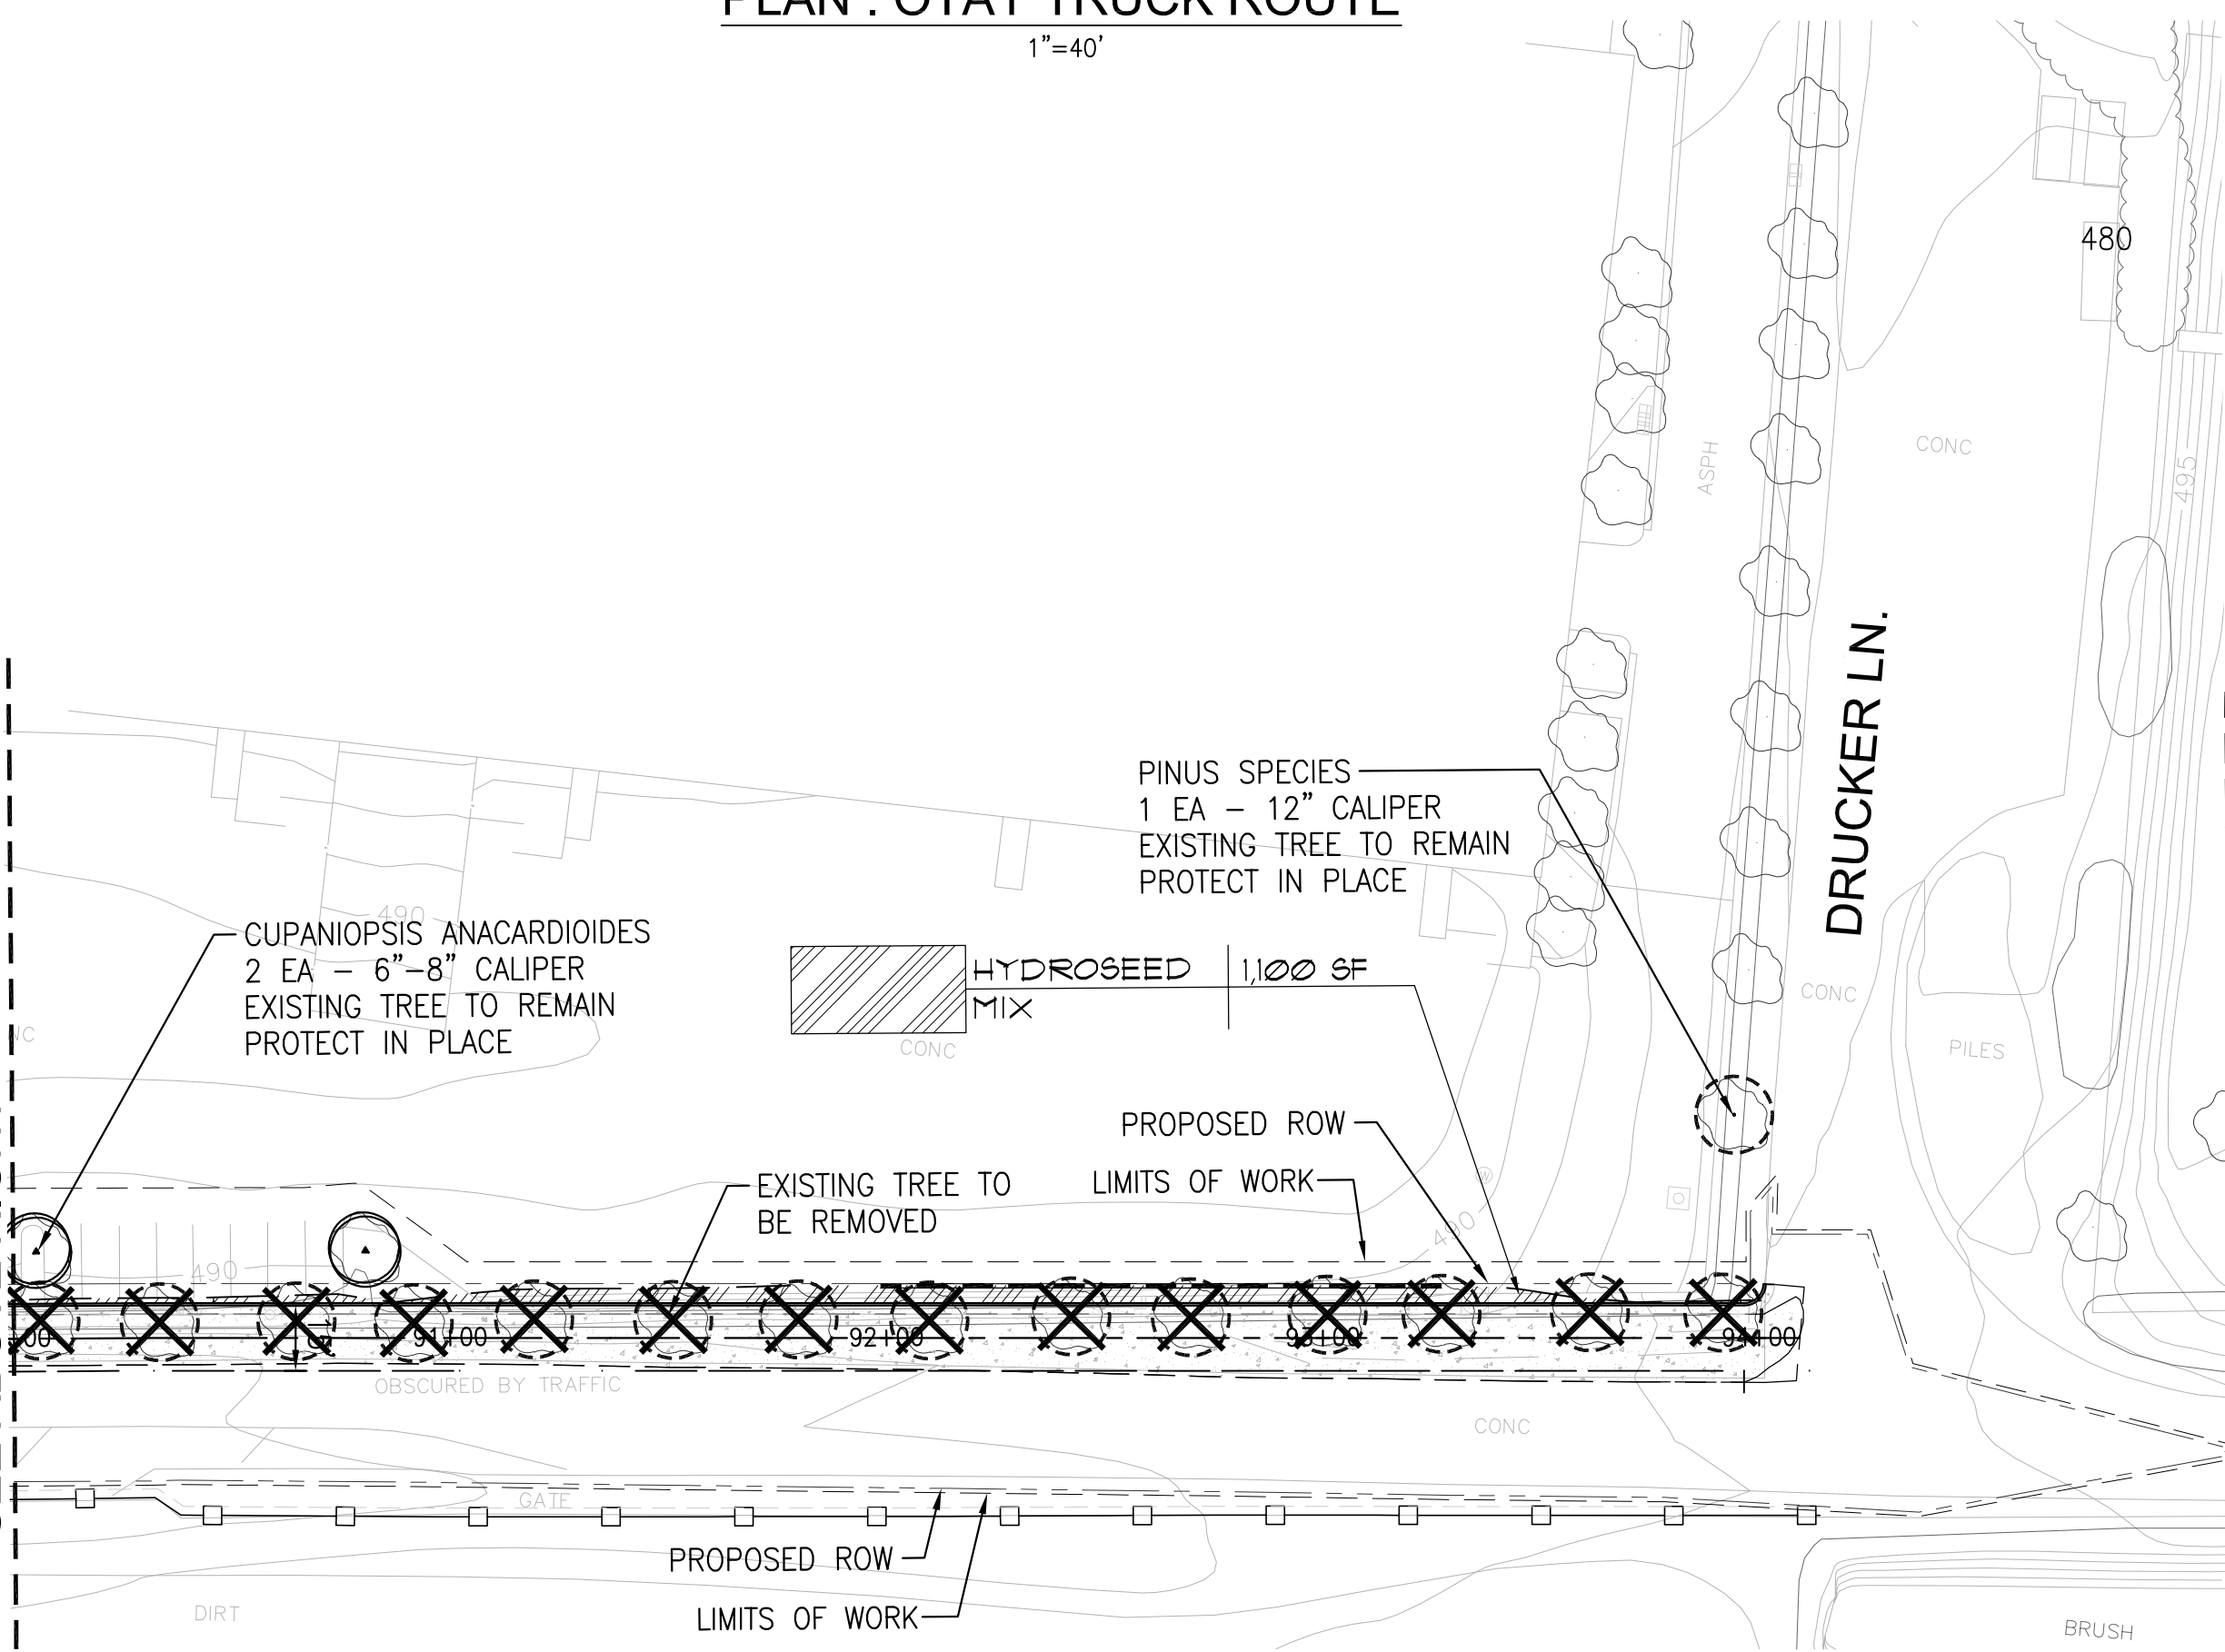 PLAN : OTAY TRUCK ROUTE
1"=40'
480
CONC
ASPH
495
DRUCKER LN.
PINUS SPECIES
1 EA – 12" CALIPER
EXISTING TREE TO REMAIN
PROTECT IN PLACE
490
CUPANIOPSIS ANACARDIOIDES
2 EA – 6"–8" CALIPER
EXISTING TREE TO REMAIN
PROTECT IN PLACE
HYDROSEED
MIX
1,100 SF
CONC
CONC
PILES
PROPOSED ROW
LIMITS OF WORK
EXISTING TREE TO
BE REMOVED
490
490
91+00
92+00
93+00
94+00
OBSCURED BY TRAFFIC
CONC
GATE
PROPOSED ROW
LIMITS OF WORK
DIRT
BRUSH